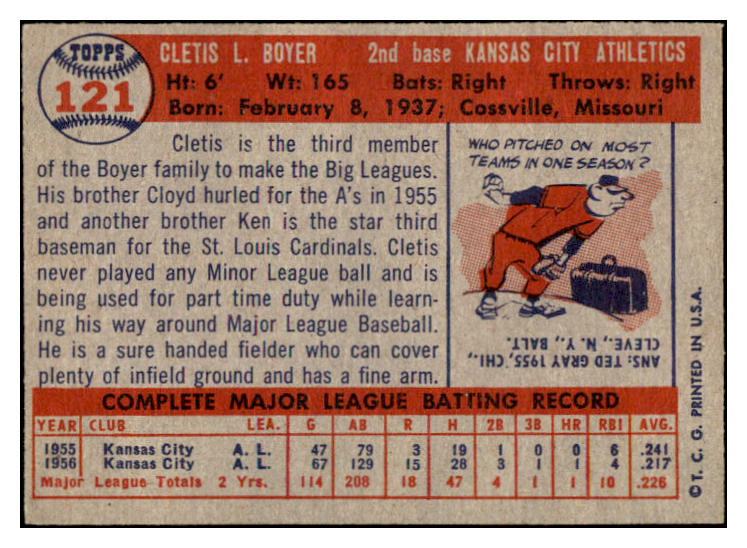 TOPPS
121
CLETIS L. BOYER 2nd base KANSAS CITY ATHLETICS
Ht: 6' Wt: 165 Bats: Right Throws: Right
Born: February 8, 1937; Cossville, Missouri
Cletis is the third member
of the Boyer family to make the Big Leagues.
His brother Cloyd hurled for the A's in 1955
and another brother Ken is the star third
baseman for the St. Louis Cardinals. Cletis
never played any Minor League ball and is
being used for part time duty while learn-
ing his way around Major League Baseball.
He is a sure handed fielder who can cover
plenty of infield ground and has a fine arm.
WHO PITCHED ON MOST
TEAMS IN ONE SEASON?
ANS: TED GRAY 1955, CHI.,
CLEVE., N. Y., BALT.
COMPLETE MAJOR LEAGUE BATTING RECORD
YEAR CLUB LEA. G AB R H 2B 3B HR RBI AVG.
1955 Kansas City A. L. 47 79 3 19 1 0 0 6 .241
1956 Kansas City A. L. 67 129 15 28 3 1 1 4 .217
Major League Totals 2 Yrs. 114 208 18 47 4 1 1 10 .226
© T. C. G. PRINTED IN U.S.A.